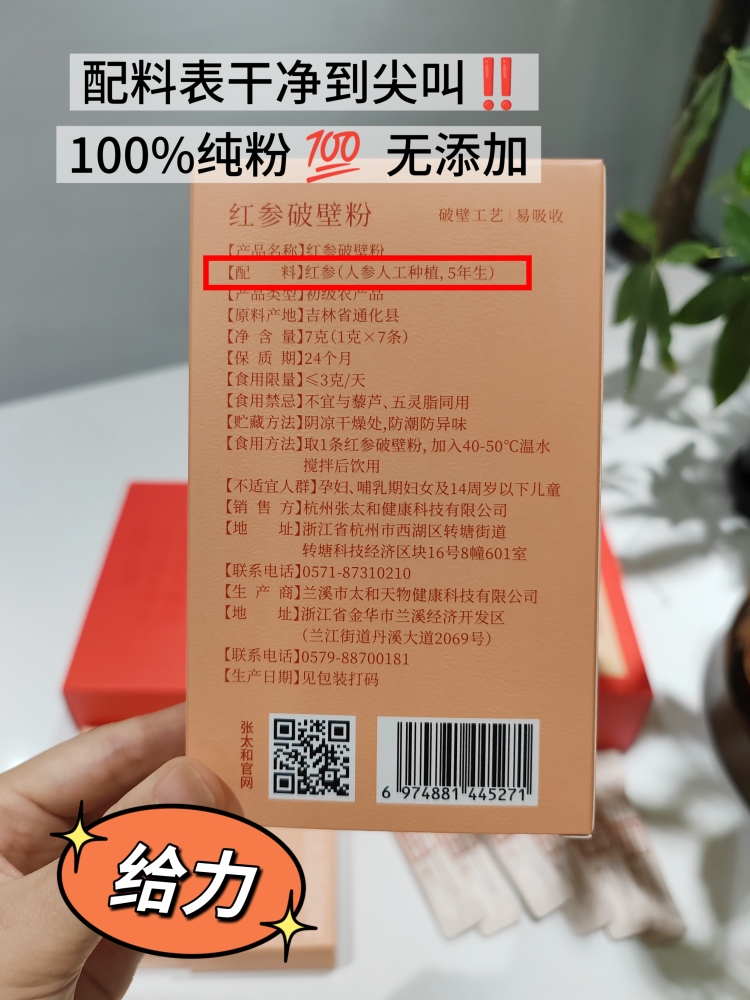 配料表干净到尖叫‼️
100%纯粉💯 无添加
红参破壁粉
破壁工艺|易吸收
【产品名称】红参破壁粉
【配 料】红参(人参人工种植,5年生)
【产品类型】初级农产品
【原料产地】吉林省通化县
【净 含 量】7克(1克×7条)
【保 质 期】24个月
【食用限量】≤3克/天
【食用禁忌】不宜与藜芦、五灵脂同用
【贮藏方法】阴凉干燥处,防潮防异味
【食用方法】取1条红参破壁粉,加入40-50℃温水
搅拌后饮用
【不适宜人群】孕妇、哺乳期妇女及14周岁以下儿童
【销 售 方】杭州张太和健康科技有限公司
【地 址】浙江省杭州市西湖区转塘街道
转塘科技经济区块16号8幢601室
【联系电话】0571-87310210
【生 产 商】兰溪市太和天物健康科技有限公司
【地 址】浙江省金华市兰溪经济开发区
(兰江街道丹溪大道2069号)
【联系电话】0579-88700181
【生产日期】见包装打码
张太和官网
6 974881 445271
给力